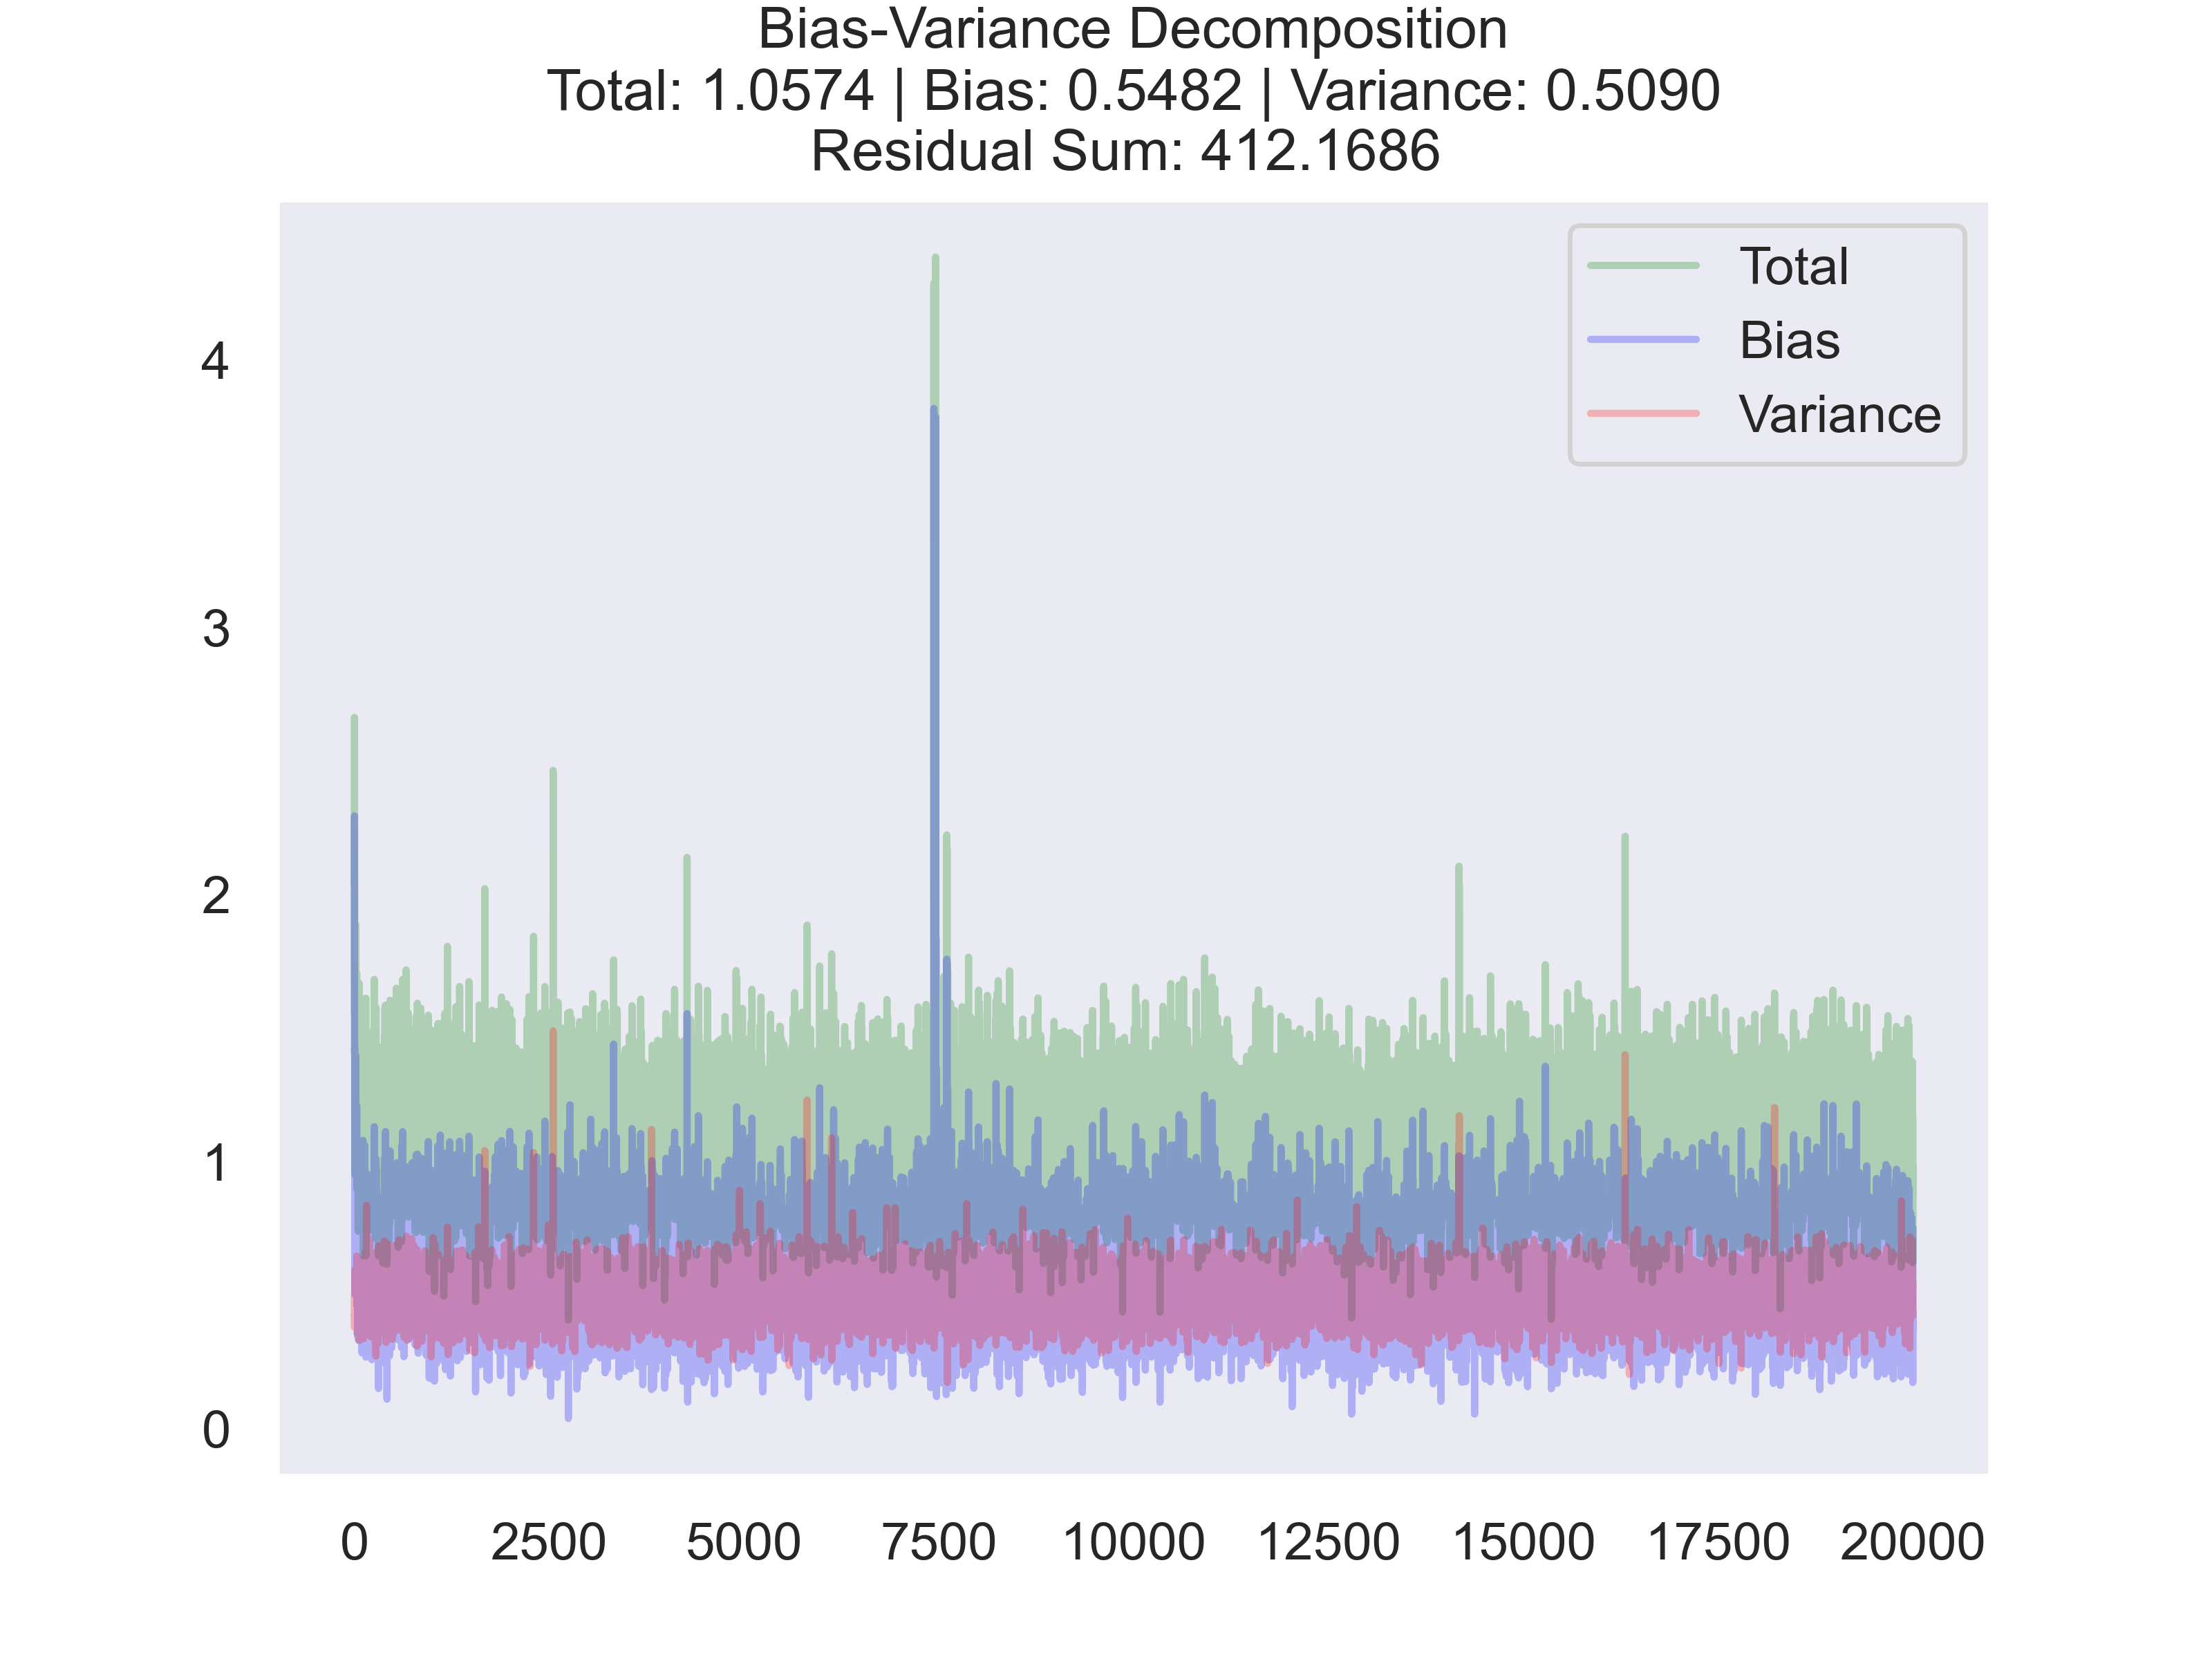 Bias-Variance Decomposition
Total: 1.0574 | Bias: 0.5482 | Variance: 0.5090
Residual Sum: 412.1686
Total
Bias
Variance
4
3
2
1
0
0 2500 5000 7500 10000 12500 15000 17500 20000